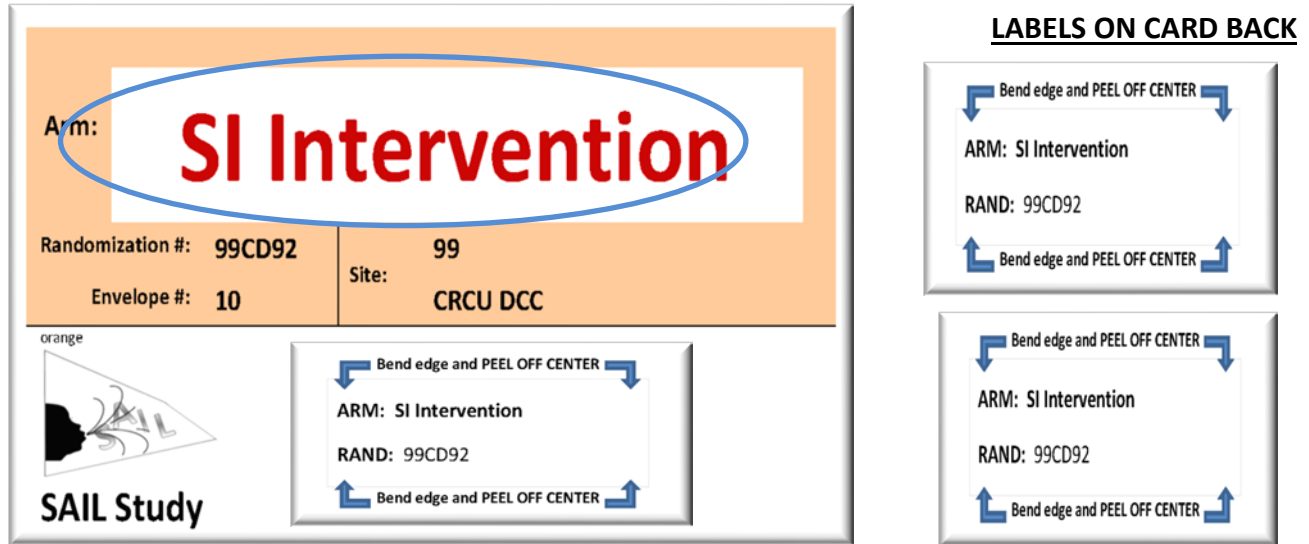 LABELS ON CARD BACK
Arm: SI Intervention
Randomization #: 99CD92
Envelope #: 10
Site: 99
CRCU DCC
orange
SAIL
SAIL Study
Bend edge and PEEL OFF CENTER
ARM: SI Intervention
RAND: 99CD92
Bend edge and PEEL OFF CENTER
Bend edge and PEEL OFF CENTER
ARM: SI Intervention
RAND: 99CD92
Bend edge and PEEL OFF CENTER
Bend edge and PEEL OFF CENTER
ARM: SI Intervention
RAND: 99CD92
Bend edge and PEEL OFF CENTER